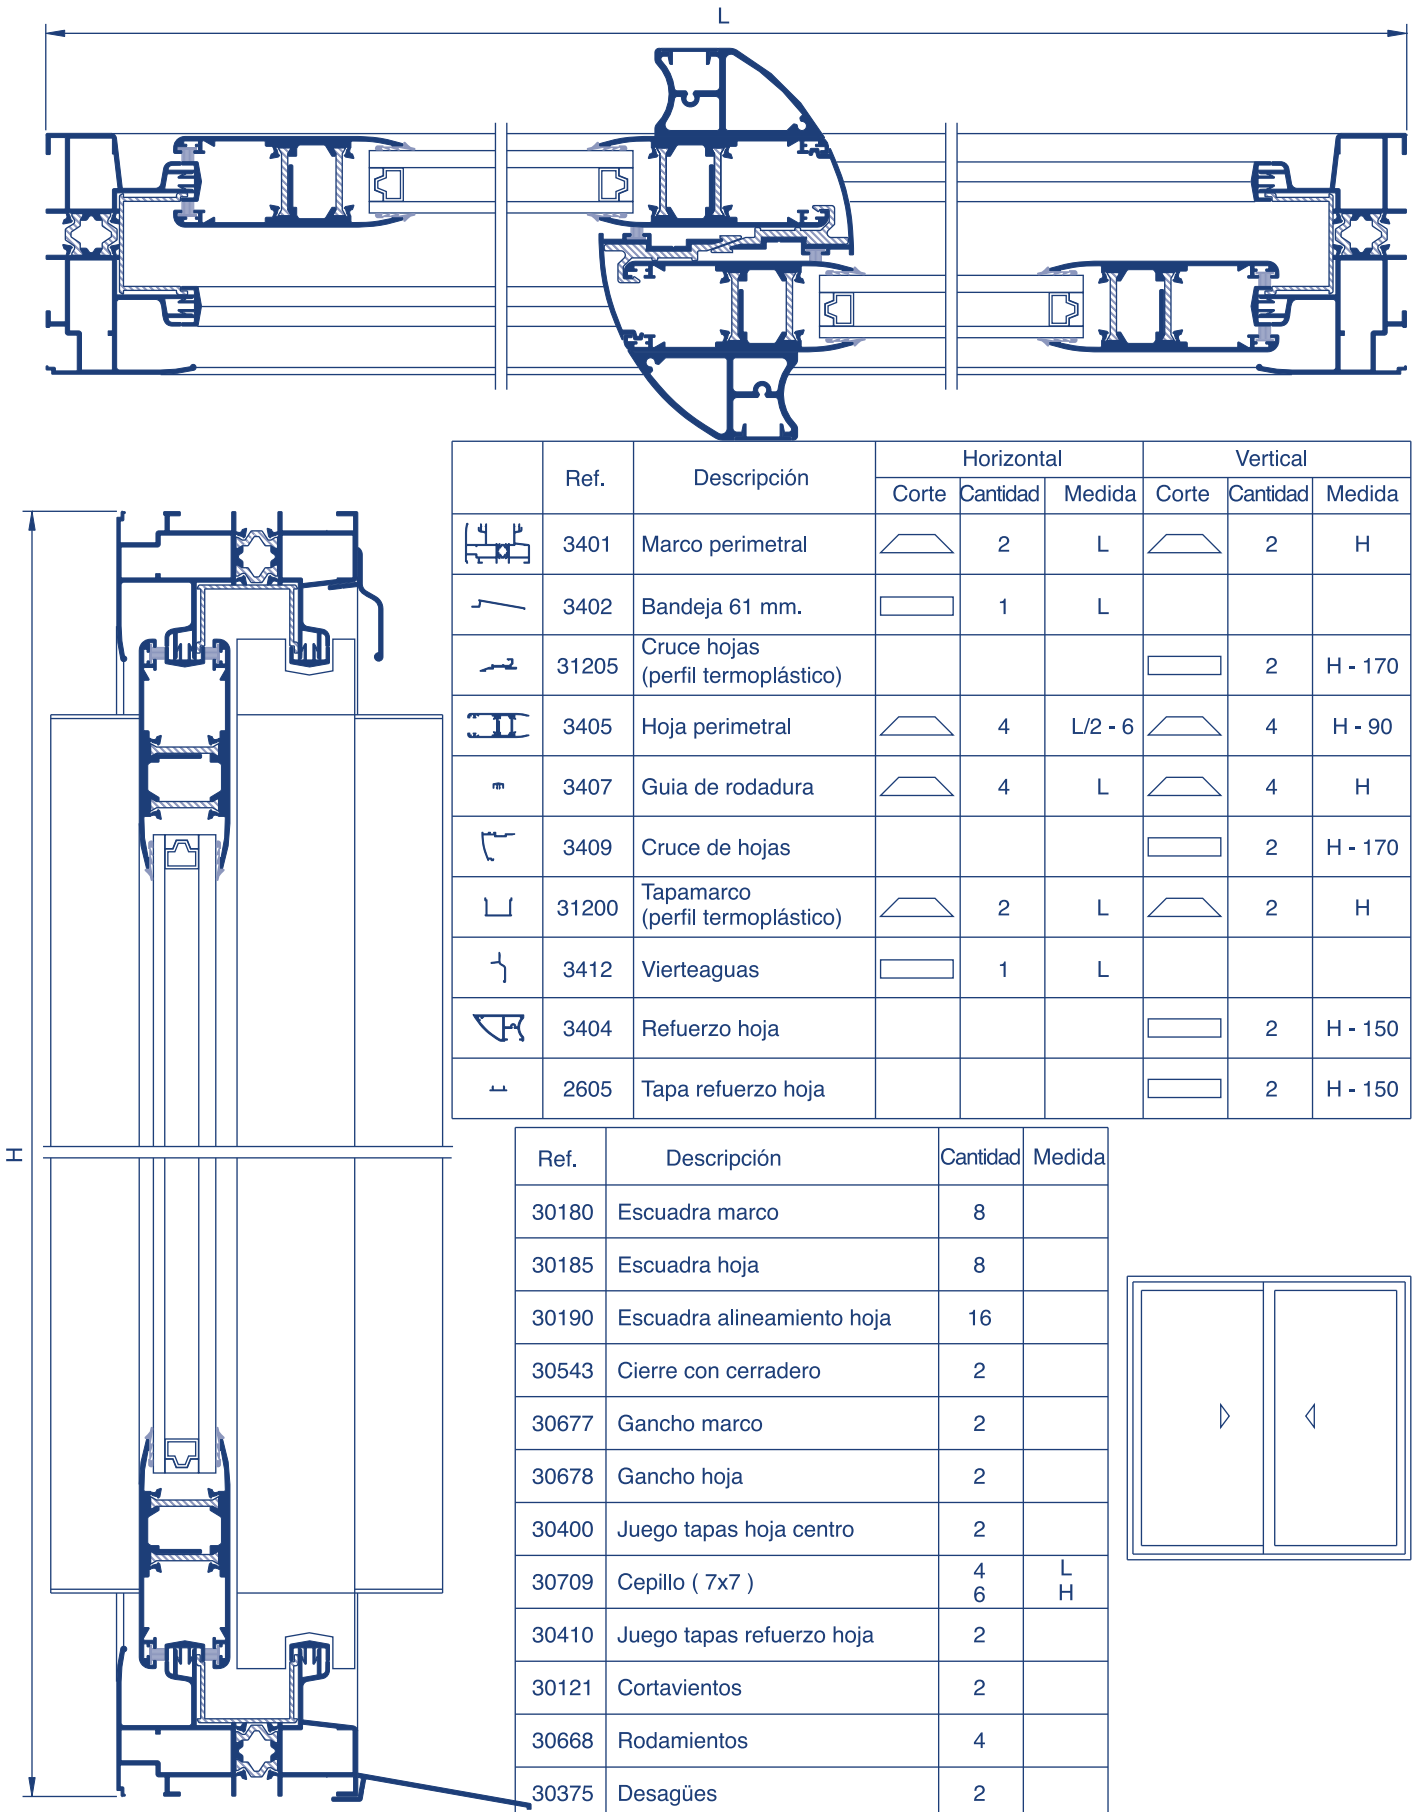 L
Ref. Descripción Horizontal Vertical
Corte Cantidad Medida Corte Cantidad Medida
3401 Marco perimetral 2 L 2 H
3402 Bandeja 61 mm. 1 L
31205 Cruce hojas
(perfil termoplástico) 2 H - 170
3405 Hoja perimetral 4 L/2 - 6 4 H - 90
3407 Guia de rodadura 4 L 4 H
3409 Cruce de hojas 2 H - 170
31200 Tapamarco
(perfil termoplástico) 2 L 2 H
3412 Vierteaguas 1 L
3404 Refuerzo hoja 2 H - 150
2605 Tapa refuerzo hoja 2 H - 150
H
Ref. Descripción Cantidad Medida
30180 Escuadra marco 8
30185 Escuadra hoja 8
30190 Escuadra alineamiento hoja 16
30543 Cierre con cerradero 2
30677 Gancho marco 2
30678 Gancho hoja 2
30400 Juego tapas hoja centro 2
30709 Cepillo ( 7x7 ) 4 L
6 H
30410 Juego tapas refuerzo hoja 2
30121 Cortavientos 2
30668 Rodamientos 4
30375 Desagües 2